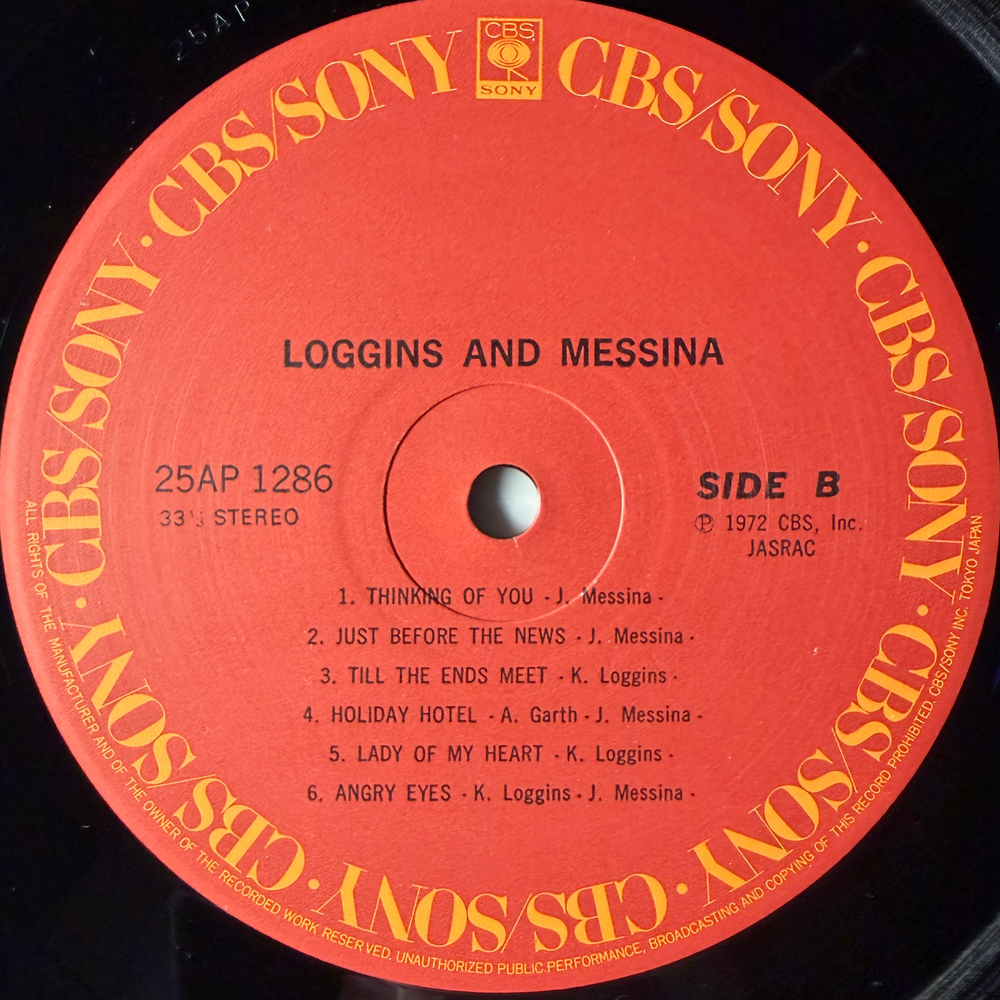 25AP
CBS
SONY
CBS/SONY · CBS/SONY · CBS/SONY · CBS/SONY · CBS/SONY · CBS/SONY · CBS/SONY · CBS/SONY · CBS/SONY
LOGGINS AND MESSINA
25AP 1286
33⅓ STEREO
SIDE B
Ⓟ 1972 CBS, Inc.
JASRAC
1. THINKING OF YOU - J. Messina -
2. JUST BEFORE THE NEWS - J. Messina -
3. TILL THE ENDS MEET - K. Loggins -
4. HOLIDAY HOTEL - A. Garth - J. Messina -
5. LADY OF MY HEART - K. Loggins -
6. ANGRY EYES - K. Loggins - J. Messina -
ALL RIGHTS OF THE MANUFACTURER AND OF THE OWNER OF THE RECORDED WORK RESERVED. UNAUTHORIZED PUBLIC PERFORMANCE, BROADCASTING AND COPYING OF THIS RECORD PROHIBITED. CBS/SONY INC. TOKYO JAPAN.